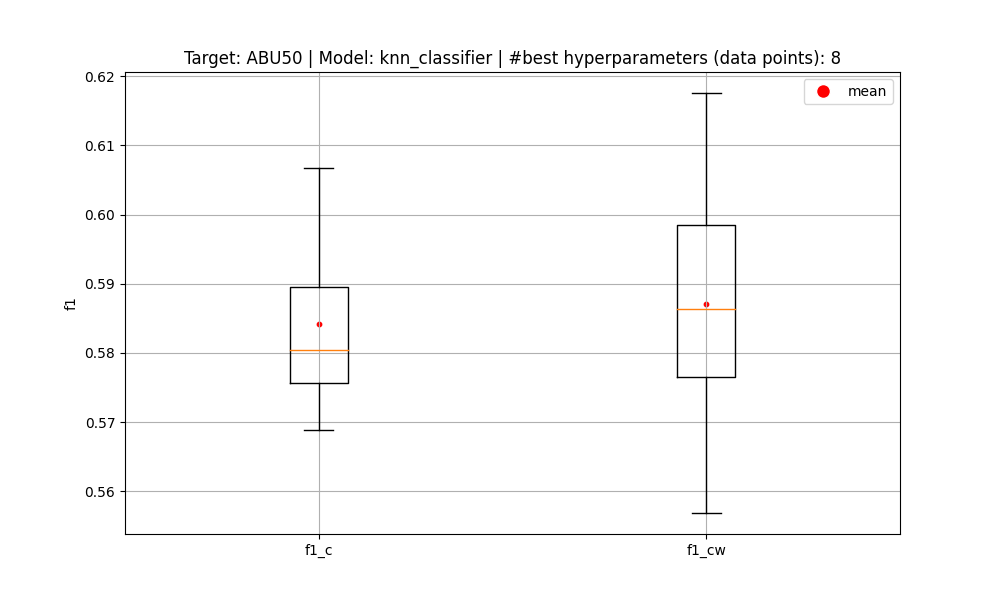 Target: ABU50 | Model: knn_classifier | #best hyperparameters (data points): 8
mean
0.62
0.61
0.60
0.59
0.58
0.57
0.56
f1
f1_c
f1_cw